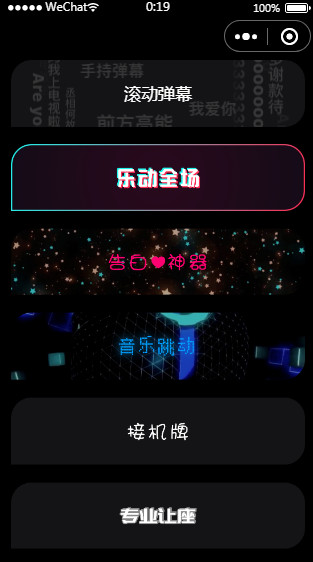 WeChat
0:19
100%
手持弹幕
我爱你
前方高能
滚动弹幕
乐动全场
告白❤神器
音乐跳动
接机牌
专业让座